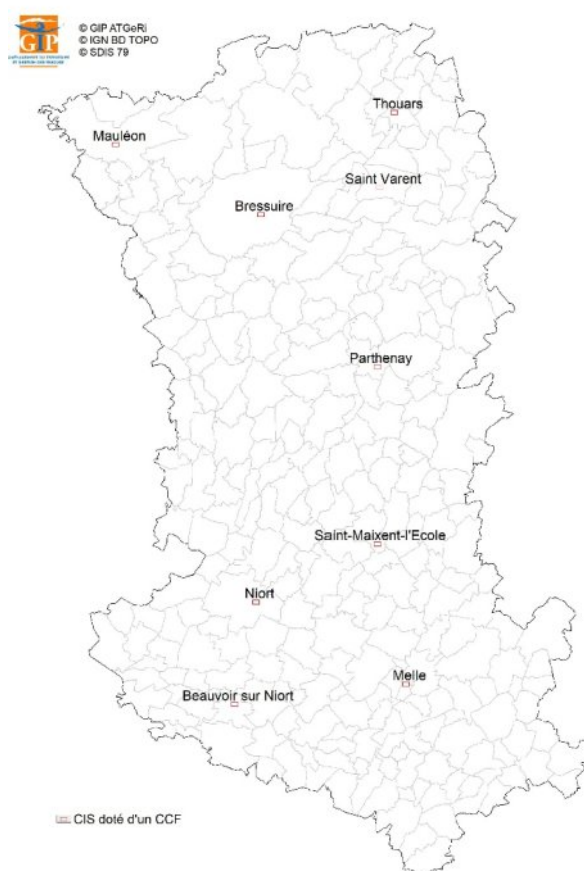 GIP
© GIP ATGeRi
© IGN BD TOPO
© SDIS 79
Thouars
Mauléon
Saint Varent
Bressuire
Parthenay
Saint-Maixent-l'Ecole
Niort
Melle
Beauvoir sur Niort
CIS doté d'un CCF